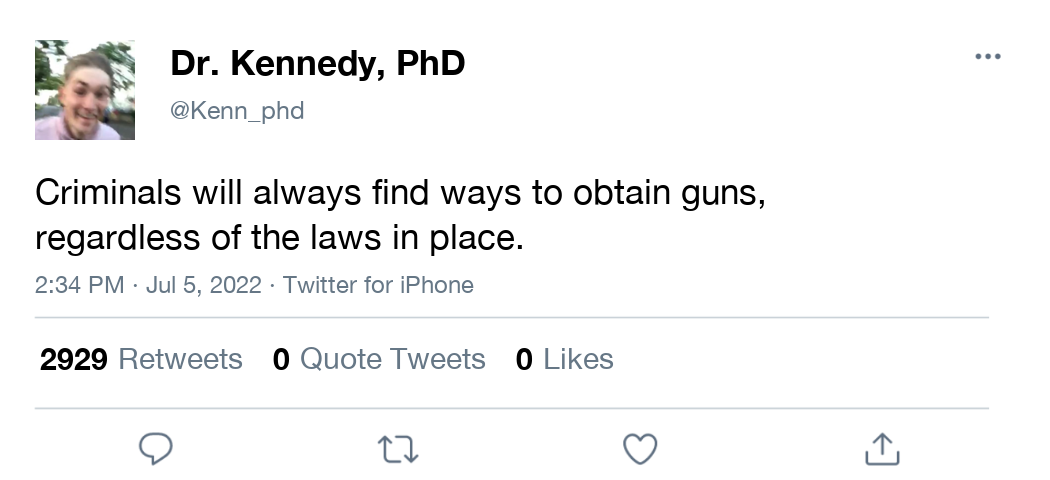 Dr. Kennedy, PhD
@Kenn_phd
Criminals will always find ways to obtain guns,
regardless of the laws in place.
2:34 PM · Jul 5, 2022 · Twitter for iPhone
2929 Retweets 0 Quote Tweets 0 Likes